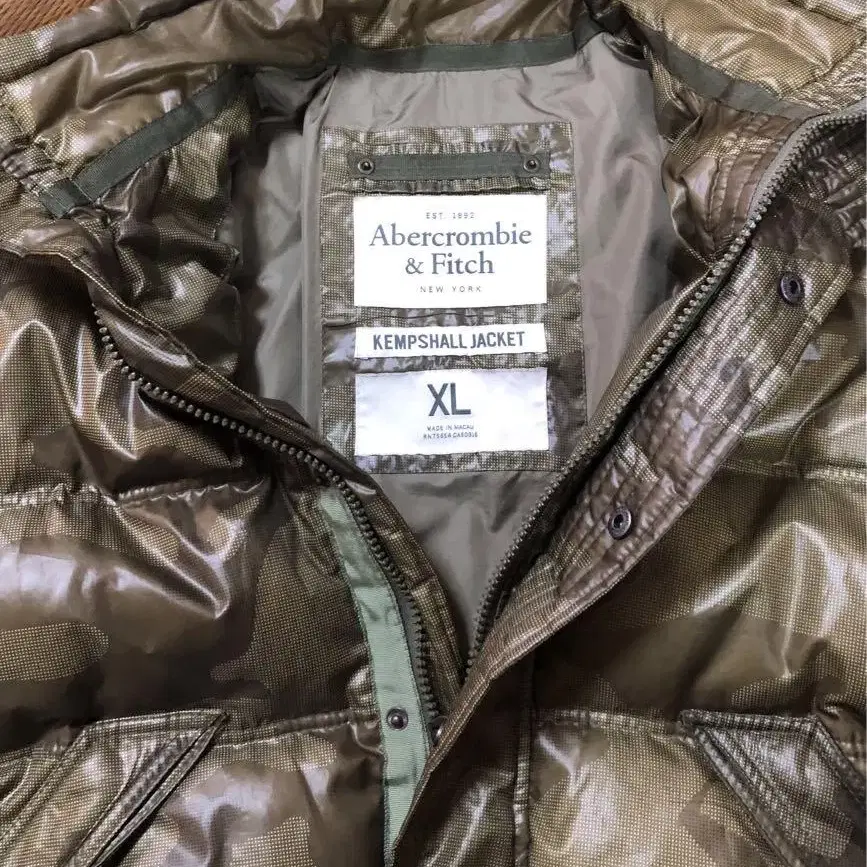 EST. 1892
Abercrombie
& Fitch
NEW YORK
KEMPSHALL JACKET
XL
MADE IN MACAU